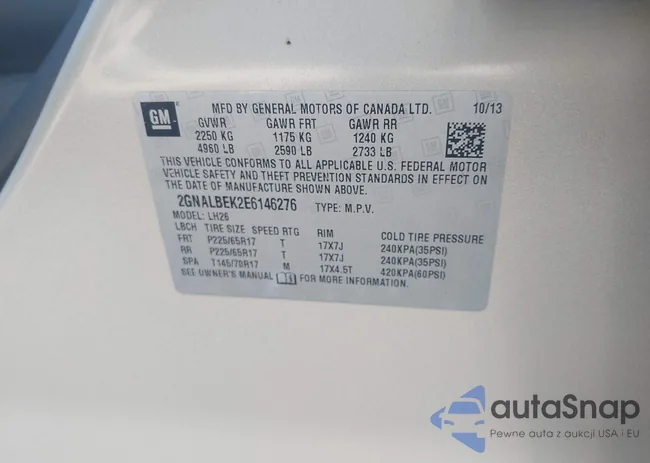 GM
MFD BY GENERAL MOTORS OF CANADA LTD. 10/13
GVWR GAWR FRT GAWR RR
2250 KG 1175 KG 1240 KG
4960 LB 2590 LB 2733 LB
THIS VEHICLE CONFORMS TO ALL APPLICABLE U.S. FEDERAL MOTOR
VEHICLE SAFETY AND THEFT PREVENTION STANDARDS IN EFFECT ON
THE DATE OF MANUFACTURE SHOWN ABOVE.
2GNALBEK2E6146276 TYPE: M.P.V.
MODEL: LH26
LBCH TIRE SIZE SPEED RTG RIM COLD TIRE PRESSURE
FRT P225/65R17 T 17X7J 240KPA(35PSI)
RR P225/65R17 T 17X7J 240KPA(35PSI)
SPA T145/70R17 M 17X4.5T 420KPA(60PSI)
SEE OWNER'S MANUAL FOR MORE INFORMATION.
autaSnap
Pewne auta z aukcji USA i EU